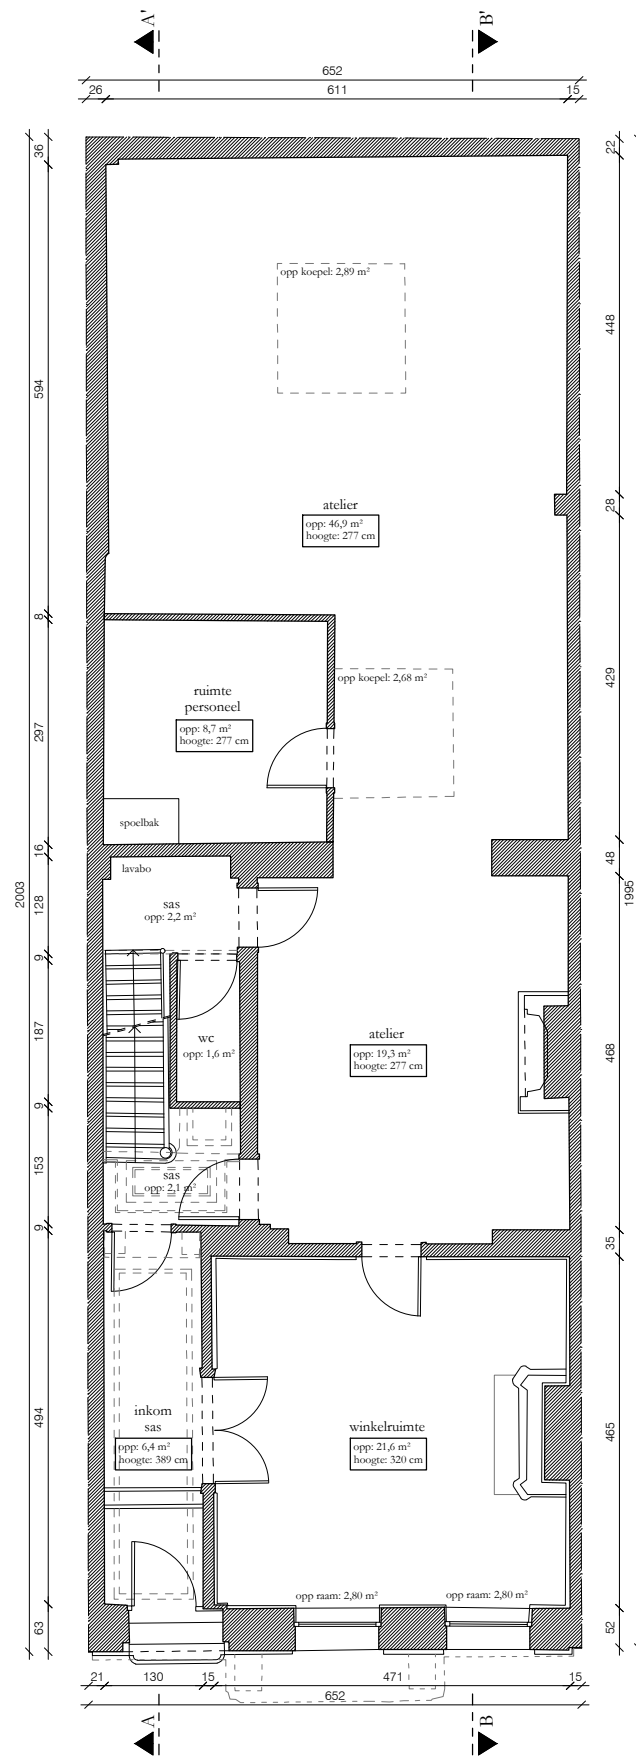 A'
B'
652
26
611
15
36
22
opp koepel: 2,89 m²
448
594
atelier
opp: 46,9 m²
hoogte: 277 cm
28
8
429
opp koepel: 2,68 m²
ruimte
personeel
opp: 8,7 m²
hoogte: 277 cm
297
spoelbak
16
48
lavabo
2003
1995
128
sas
opp: 2,2 m²
9
187
wc
opp: 1,6 m²
atelier
opp: 19,3 m²
hoogte: 277 cm
468
9
153
sas
opp: 2,1 m²
9
35
494
inkom
sas
opp: 6,4 m²
hoogte: 389 cm
winkelruimte
opp: 21,6 m²
hoogte: 320 cm
465
opp raam: 2,80 m²
opp raam: 2,80 m²
63
52
21
130
15
471
15
652
A
B